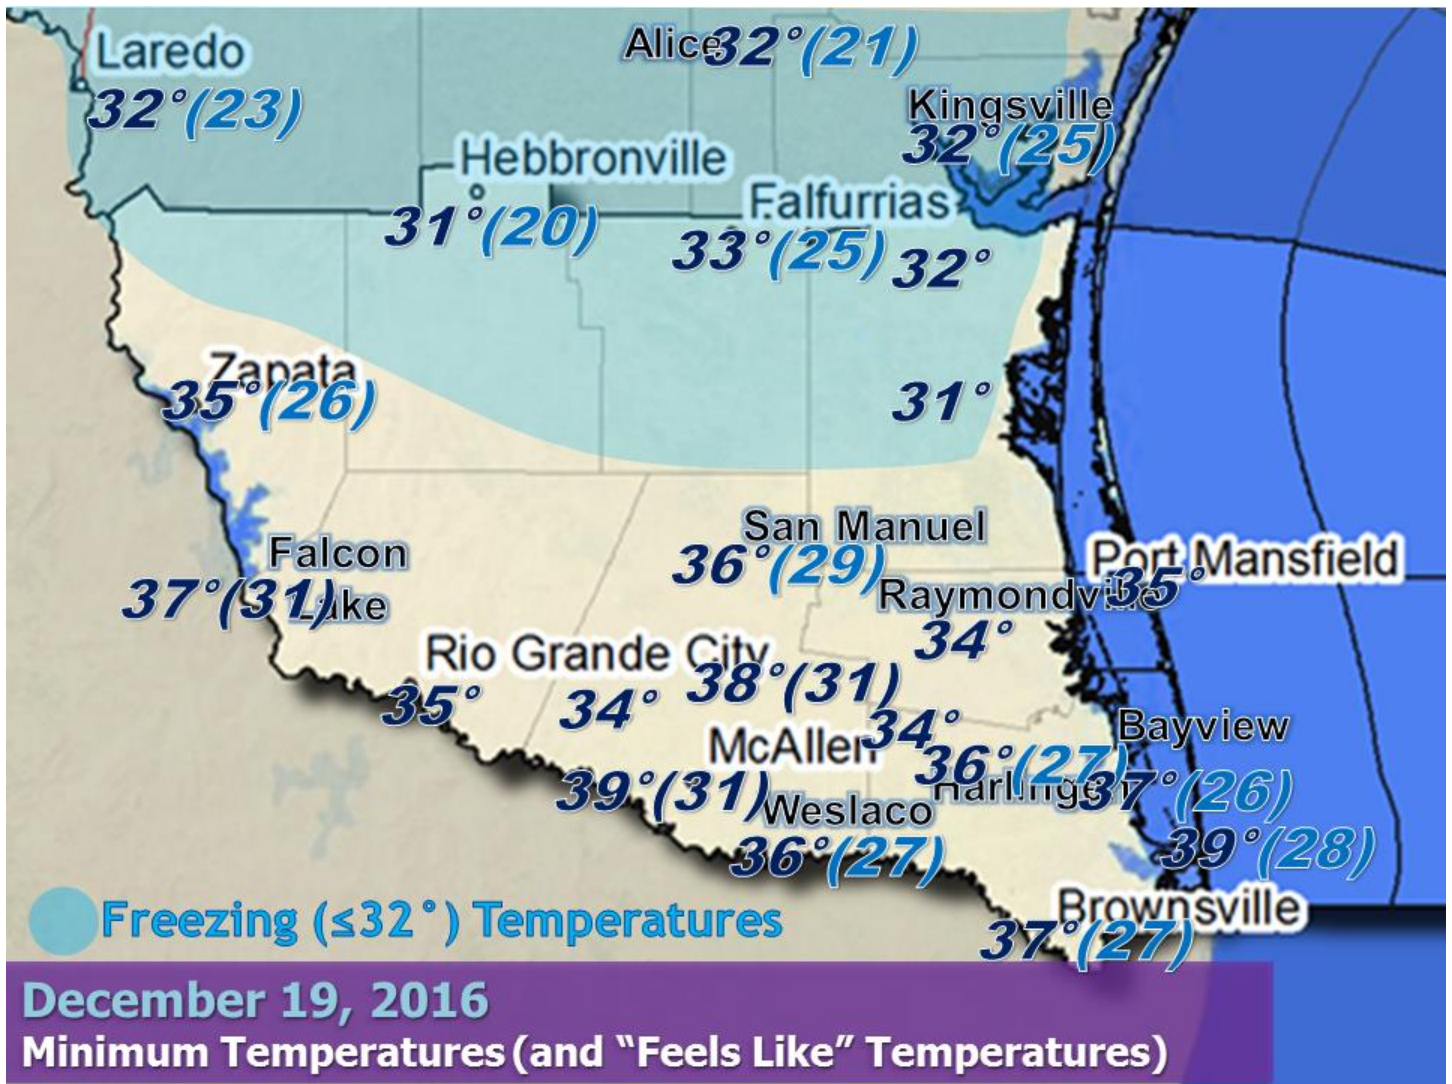 Laredo
32°(23)
Alice 32°(21)
Kingsville
32°(25)
Hebbronville
31°(20)
Falfurrias
33°(25)
32°
Zapata
35°(26)
31°
San Manuel
36°(29)
Port Mansfield
35°
Falcon
Lake
37°(31)
Raymondville
34°
Rio Grande City
35°
34°
38°(31)
McAllen
34°
39°(31)
Bayview
36°(27)
Harlingen
37°(26)
Weslaco
36°(27)
39°(28)
Brownsville
37°(27)
Freezing (≤32°) Temperatures
December 19, 2016
Minimum Temperatures (and “Feels Like” Temperatures)